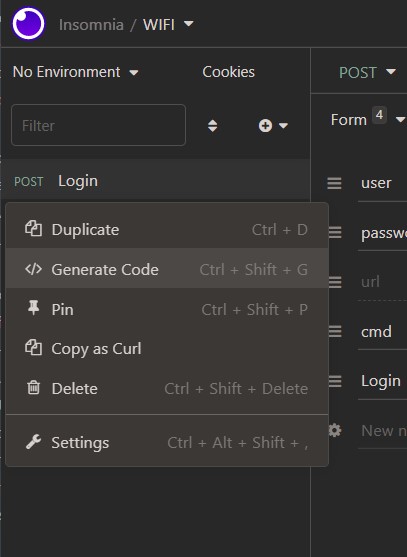 Insomnia / WIFI
No Environment
Cookies
POST
Filter
Form 4
POST Login
user
Duplicate Ctrl + D
passwo
Generate Code Ctrl + Shift + G
url
Pin Ctrl + Shift + P
cmd
Copy as Curl
Login
Delete Ctrl + Shift + Delete
New n
Settings Ctrl + Alt + Shift + ,